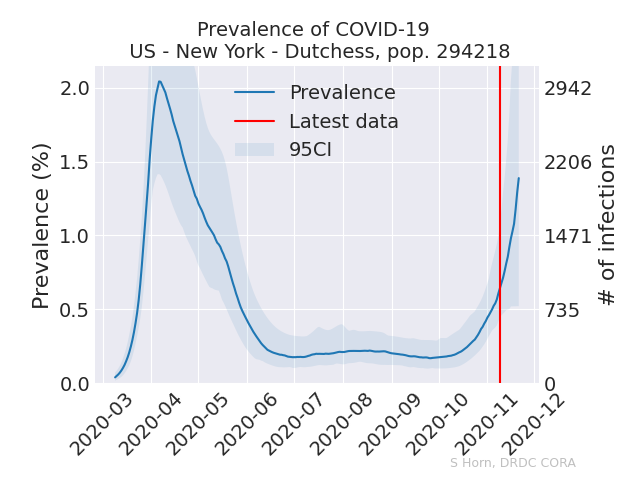 Prevalence of COVID-19
US - New York - Dutchess, pop. 294218
Prevalence
Latest data
95CI
Prevalence (%)
2.0
1.5
1.0
0.5
0.0
2942
2206
1471
735
0
# of infections
2020-03
2020-04
2020-05
2020-06
2020-07
2020-08
2020-09
2020-10
2020-11
2020-12
S Horn, DRDC CORA